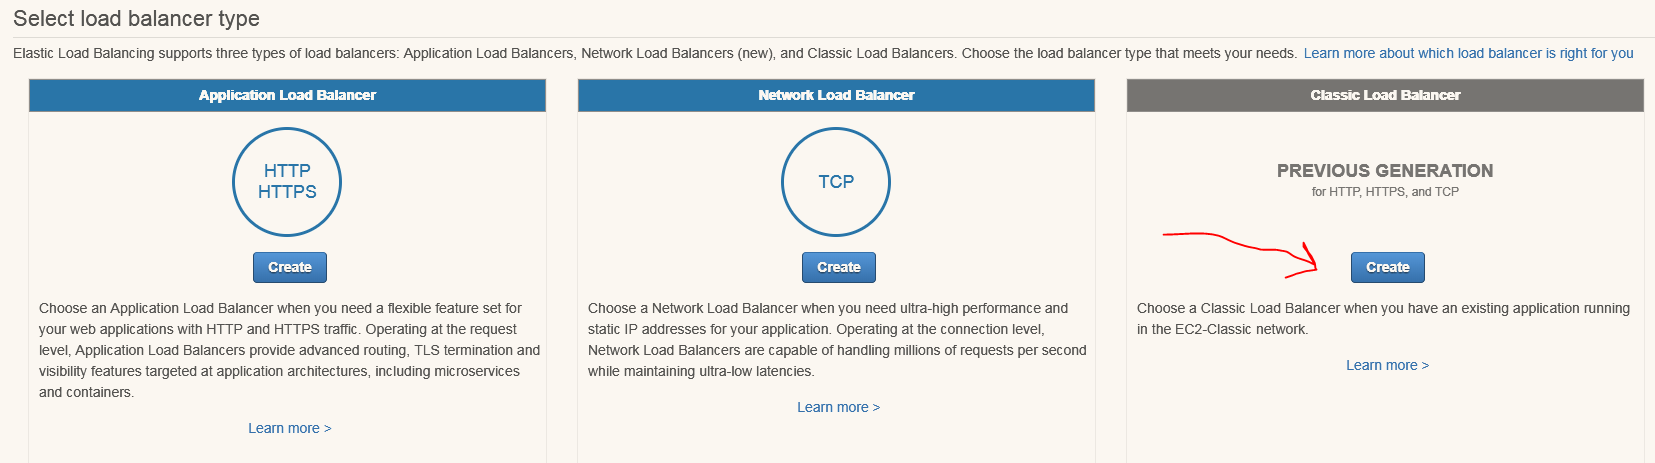 Select load balancer type
Elastic Load Balancing supports three types of load balancers: Application Load Balancers, Network Load Balancers (new), and Classic Load Balancers. Choose the load balancer type that meets your needs. Learn more about which load balancer is right for you
Application Load Balancer
HTTP
HTTPS
Create
Choose an Application Load Balancer when you need a flexible feature set for
your web applications with HTTP and HTTPS traffic. Operating at the request
level, Application Load Balancers provide advanced routing, TLS termination and
visibility features targeted at application architectures, including microservices
and containers.
Learn more >
Network Load Balancer
TCP
Create
Choose a Network Load Balancer when you need ultra-high performance and
static IP addresses for your application. Operating at the connection level,
Network Load Balancers are capable of handling millions of requests per second
while maintaining ultra-low latencies.
Learn more >
Classic Load Balancer
PREVIOUS GENERATION
for HTTP, HTTPS, and TCP
Create
Choose a Classic Load Balancer when you have an existing application running
in the EC2-Classic network.
Learn more >